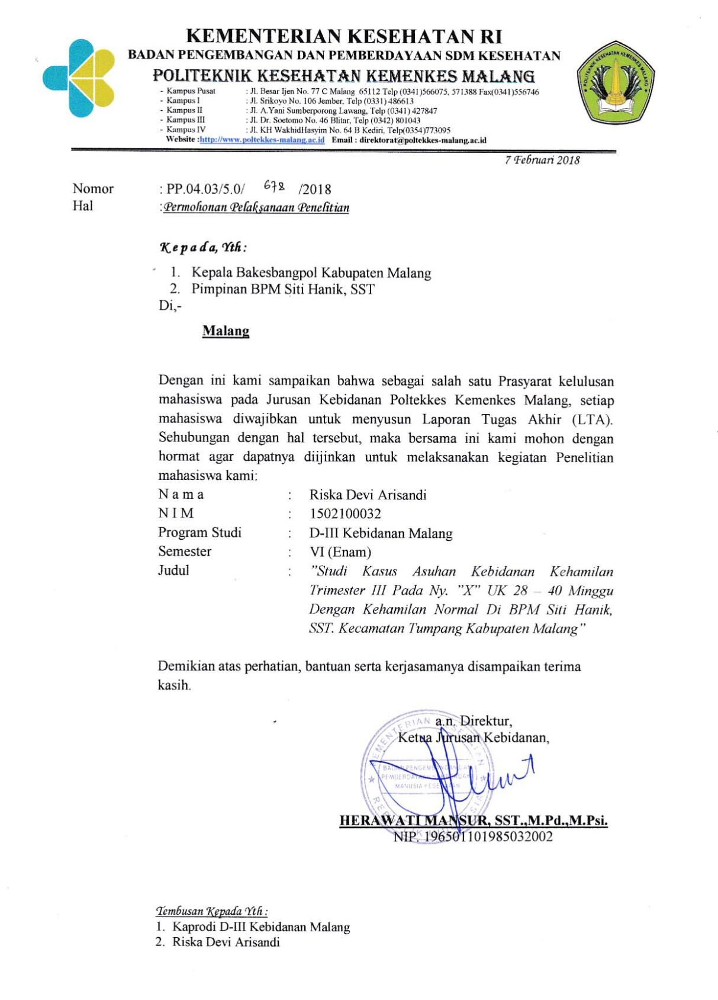 KEMENTERIAN KESEHATAN RI
BADAN PENGEMBANGAN DAN PEMBERDAYAAN SDM KESEHATAN
POLITEKNIK KESEHATAN KEMENKES MALANG
- Kampus Pusat : Jl. Besar Ijen No. 77 C Malang 65112 Telp (0341)566075, 571388 Fax(0341)556746
- Kampus I : Jl. Srikoyo No. 106 Jember, Telp (0331) 486613
- Kampus II : Jl. A.Yani Sumberporong Lawang, Telp (0341) 427847
- Kampus III : Jl. Dr. Soetomo No. 46 Blitar, Telp (0342) 801043
- Kampus IV : Jl. KH WakhidHasyim No. 64 B Kediri, Telp(0354)773095
Website :http://www.poltekkes-malang.ac.id Email : direktorat@poltekkes-malang.ac.id
POLITEKNIK KESEHATAN KEMENKES MALANG
7 Februari 2018
Nomor : PP.04.03/5.0/ 678 /2018
Hal :Permohonan Pelaksanaan Penelitian
Kepada, Yth :
1. Kepala Bakesbangpol Kabupaten Malang
2. Pimpinan BPM Siti Hanik, SST
Di,-
Malang
Dengan ini kami sampaikan bahwa sebagai salah satu Prasyarat kelulusan
mahasiswa pada Jurusan Kebidanan Poltekkes Kemenkes Malang, setiap
mahasiswa diwajibkan untuk menyusun Laporan Tugas Akhir (LTA).
Sehubungan dengan hal tersebut, maka bersama ini kami mohon dengan
hormat agar dapatnya diijinkan untuk melaksanakan kegiatan Penelitian
mahasiswa kami:
N a m a : Riska Devi Arisandi
N I M : 1502100032
Program Studi : D-III Kebidanan Malang
Semester : VI (Enam)
Judul : ”Studi Kasus Asuhan Kebidanan Kehamilan
Trimester III Pada Ny. ”X” UK 28 – 40 Minggu
Dengan Kehamilan Normal Di BPM Siti Hanik,
SST. Kecamatan Tumpang Kabupaten Malang”
Demikian atas perhatian, bantuan serta kerjasamanya disampaikan terima
kasih.
a.n. Direktur,
Ketua Jurusan Kebidanan,
KEMENTERIAN KESEHATAN
BADAN PENGEMBANGAN DAN
PEMBERDAYAAN SUMBER DAYA
MANUSIA KESEHATAN
REPUBLIK INDONESIA
HERAWATI MANSUR, SST.,M.Pd.,M.Psi.
NIP. 196501101985032002
Tembusan Kepada Yth :
1. Kaprodi D-III Kebidanan Malang
2. Riska Devi Arisandi